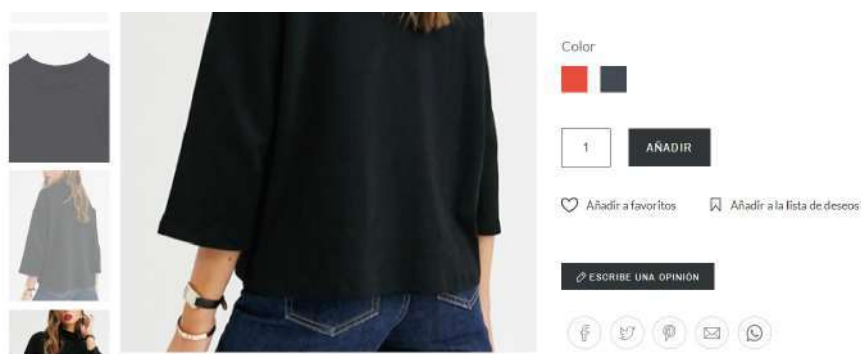 Color
1
AÑADIR
Añadir a favoritos
Añadir a la lista de deseos
ESCRIBE UNA OPINIÓN